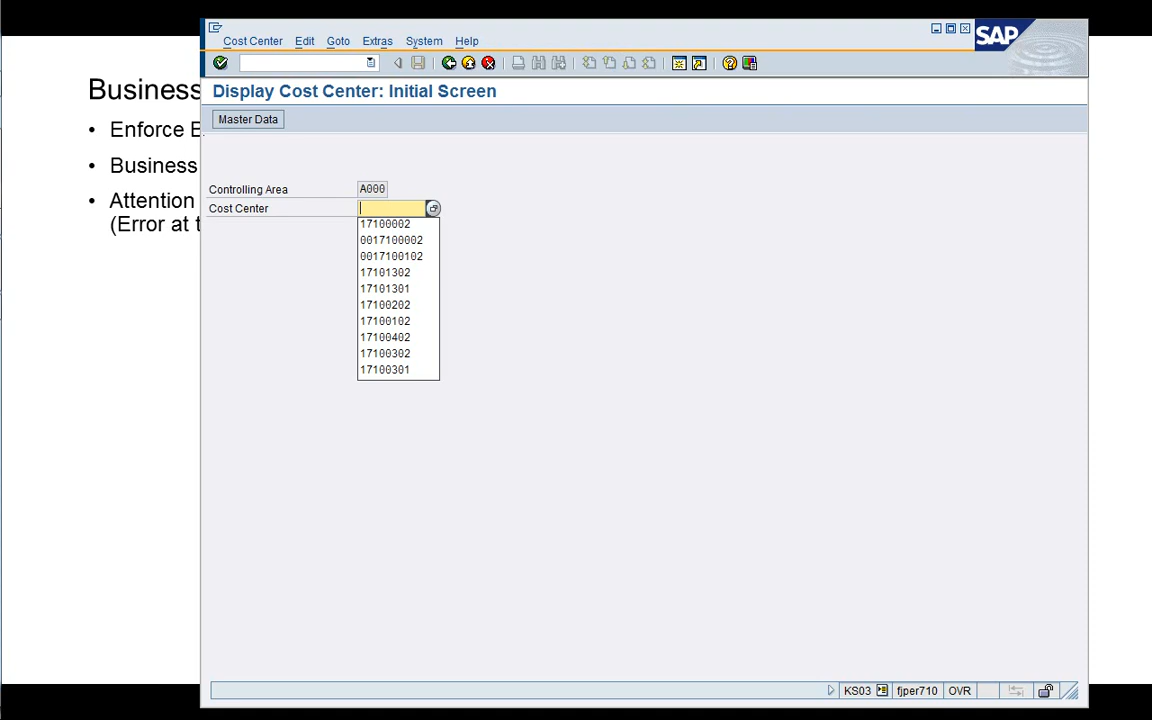 Business
• Enforce E
• Business
• Attention
(Error at t
Cost Center Edit Goto Extras System Help
SAP
Display Cost Center: Initial Screen
Master Data
Controlling Area A000
Cost Center
17100002
0017100002
0017100102
17101302
17101301
17100202
17100102
17100402
17100302
17100301
KS03 fjper710 OVR